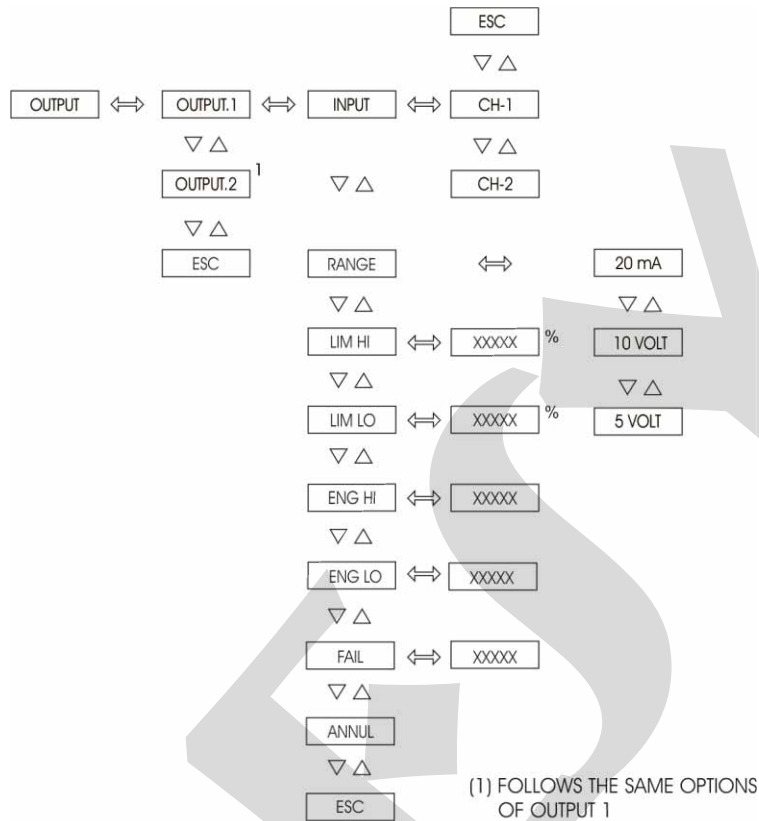 ESC
OUTPUT OUTPUT.1 INPUT CH-1
OUTPUT.2 1 CH-2
ESC RANGE 20 mA
LIM HI XXXXX % 10 VOLT
LIM LO XXXXX % 5 VOLT
ENG HI XXXXX
ENG LO XXXXX
FAIL XXXXX
ANNUL
ESC
(1) FOLLOWS THE SAME OPTIONS
OF OUTPUT 1